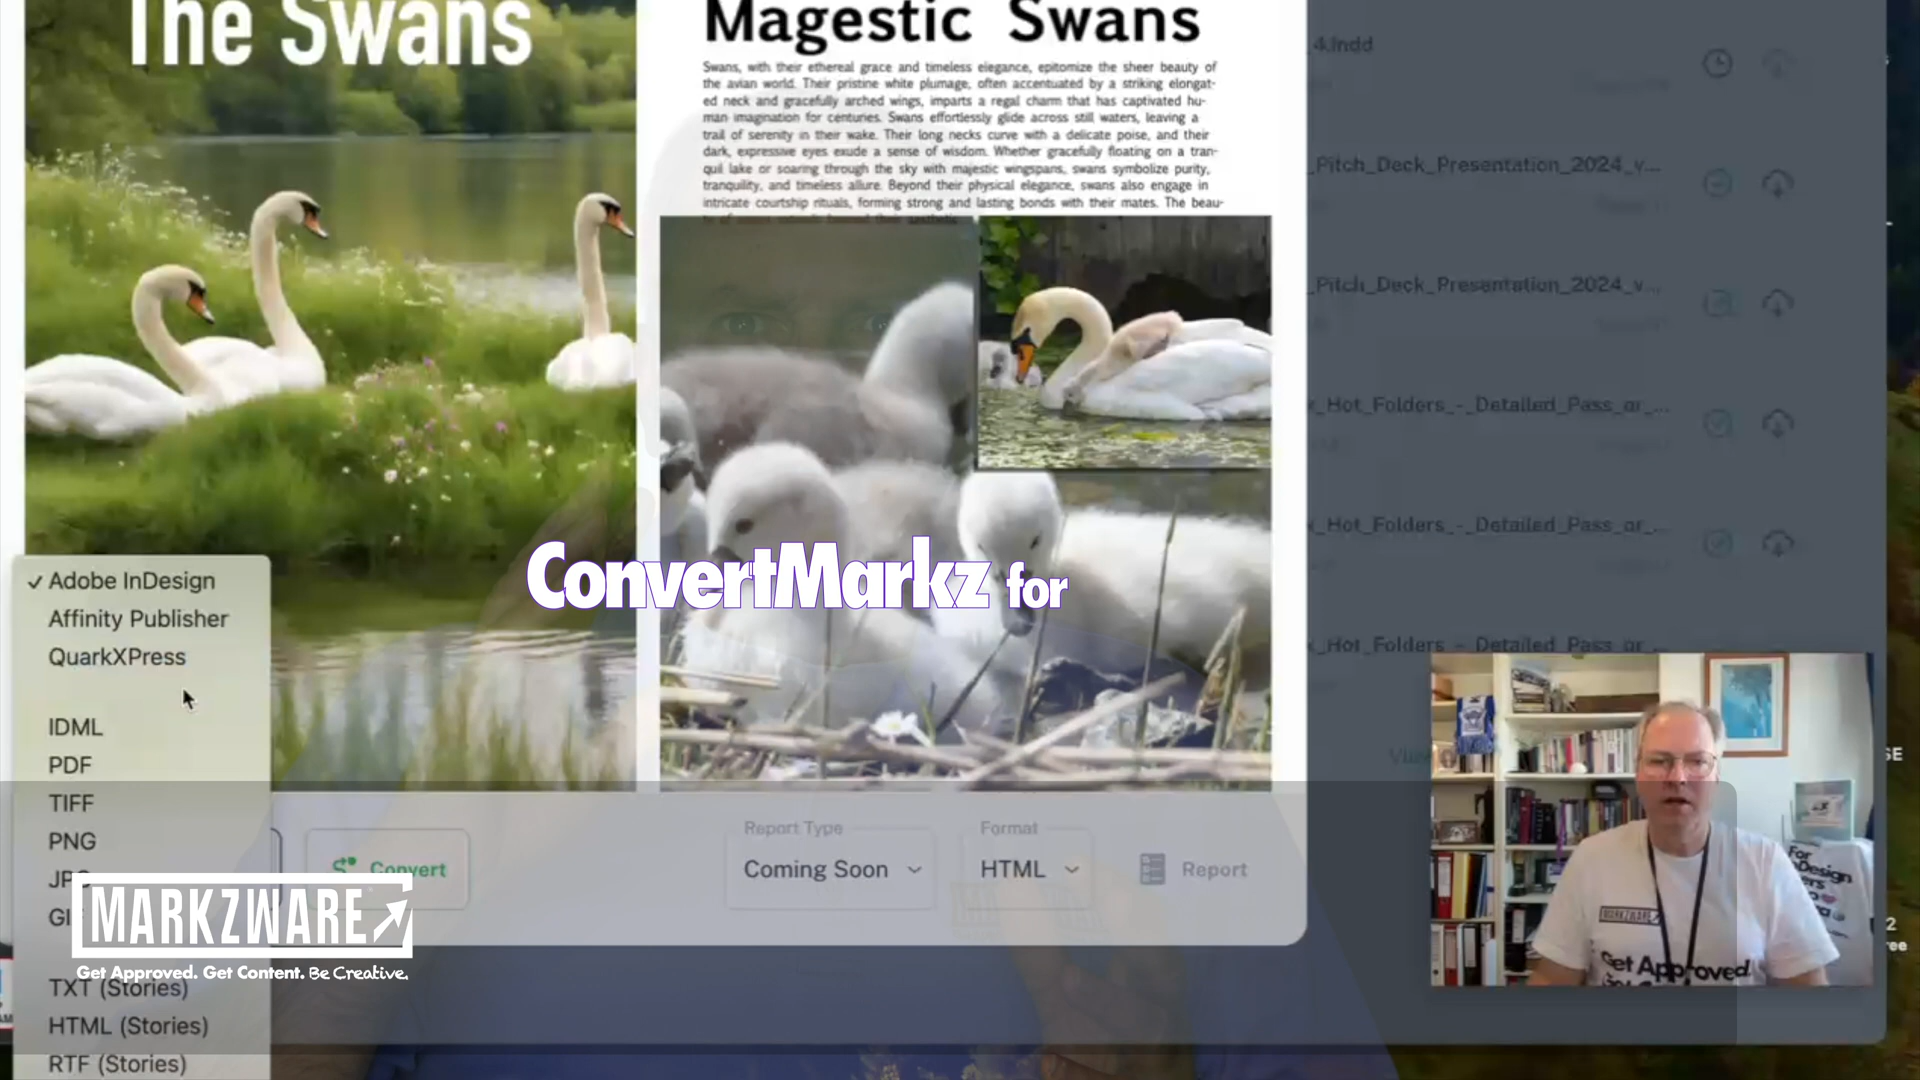 The Swans
Magestic Swans
Swans, with their ethereal grace and timeless elegance, epitomize the sheer beauty of
the avian world. Their pristine white plumage, often accentuated by a striking elongat-
ed neck and gracefully arched wings, imparts a regal charm that has captivated hu-
man imagination for centuries. Swans effortlessly glide across still waters, leaving a
trail of serenity in their wake. Their long necks curve with a delicate poise, and their
dark, expressive eyes exude a sense of wisdom. Whether gracefully floating on a tran-
quil lake or soaring through the sky with majestic wingspans, swans symbolize purity,
tranquility, and timeless allure. Beyond their physical elegance, swans also engage in
intricate courtship rituals, forming strong and lasting bonds with their mates. The beau-
4.indd
_Pitch_Deck_Presentation_2024_v...
_Pitch_Deck_Presentation_2024_v...
_Hot_Folders_-_Detailed_Pass_or_...
_Hot_Folders_-_Detailed_Pass_or_...
_Hot_Folders_-_Detailed_Pass_or_...
ConvertMarkz for
✓ Adobe InDesign
Affinity Publisher
QuarkXPress
IDML
PDF
TIFF
PNG
TXT (Stories)
HTML (Stories)
RTF (Stories)
Convert
Report Type
Coming Soon
Format
HTML
Report
MARKZWARE
Get Approved. Get Content. Be Creative.
MARKZWARE
Get Approved.
For